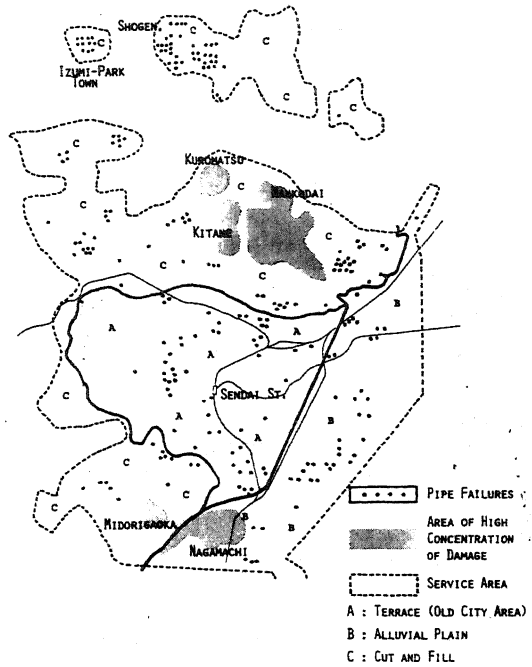 SHOGEN
C
C
C
IZUMI-PARK
TOWN
C
C
C
KUROMATSU
C
NANKODAI
C
KITANE
C
C
C
B
A
A
A
C
SENDAI ST.
A
B
A
C
C
C
MIDORIGAOKA
B
B
NAGAMACHI
PIPE FAILURES
AREA OF HIGH
CONCENTRATION
OF DAMAGE
SERVICE AREA
A : TERRACE (OLD CITY AREA)
B : ALLUVIAL PLAIN
C : CUT AND FILL